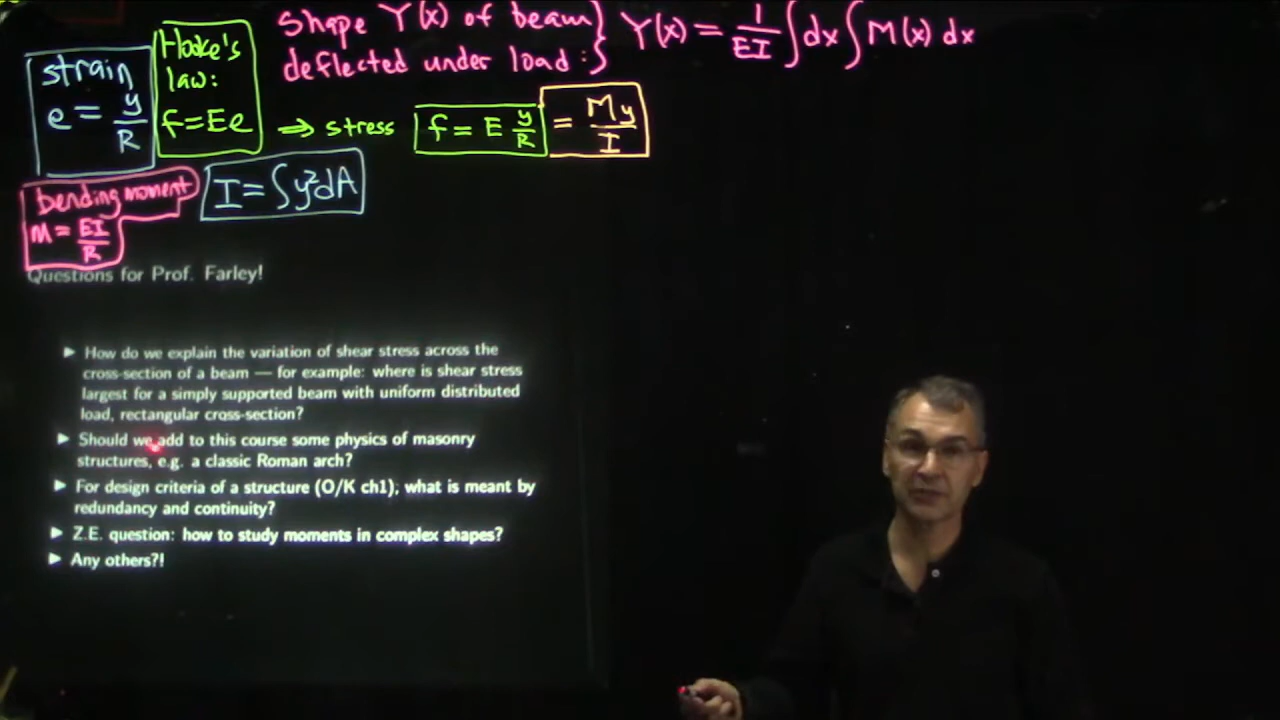 shape Y(x) of beam } Y(x) = 1/EI ∫dx ∫M(x) dx
deflected under load :}
strain
e = y/R
Hooke's
law:
f=Ee
⇒ stress f = E y/R = My/I
bending moment
M = EI/R
I = ∫y²dA
Questions for Prof. Farley!
► How do we explain the variation of shear stress across the
cross-section of a beam — for example: where is shear stress
largest for a simply supported beam with uniform distributed
load, rectangular cross-section?
► Should we add to this course some physics of masonry
structures, e.g. a classic Roman arch?
► For design criteria of a structure (O/K ch1), what is meant by
redundancy and continuity?
► Z.E. question: how to study moments in complex shapes?
► Any others?!